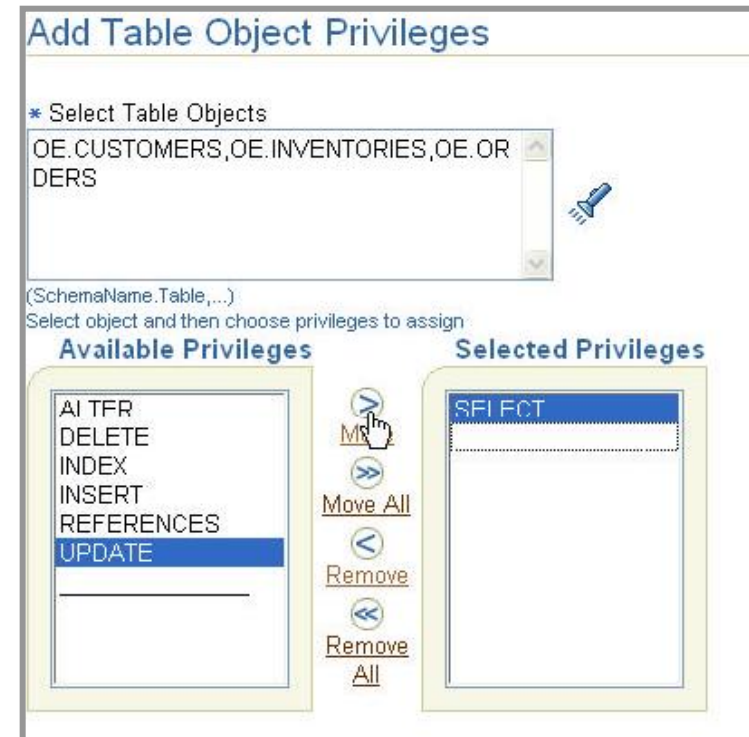 Add Table Object Privileges
* Select Table Objects
OE.CUSTOMERS,OE.INVENTORIES,OE.OR
DERS
(SchemaName.Table,...)
Select object and then choose privileges to assign
Available Privileges
Selected Privileges
ALTER
DELETE
INDEX
INSERT
REFERENCES
UPDATE
Move
Move All
Remove
Remove
All
SELECT